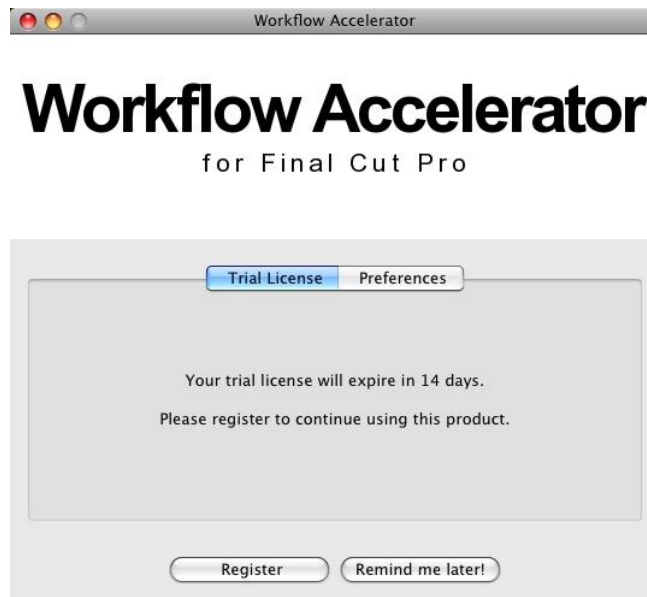 Workflow Accelerator
Workflow Accelerator
for Final Cut Pro
Trial License Preferences
Your trial license will expire in 14 days.
Please register to continue using this product.
Register Remind me later!